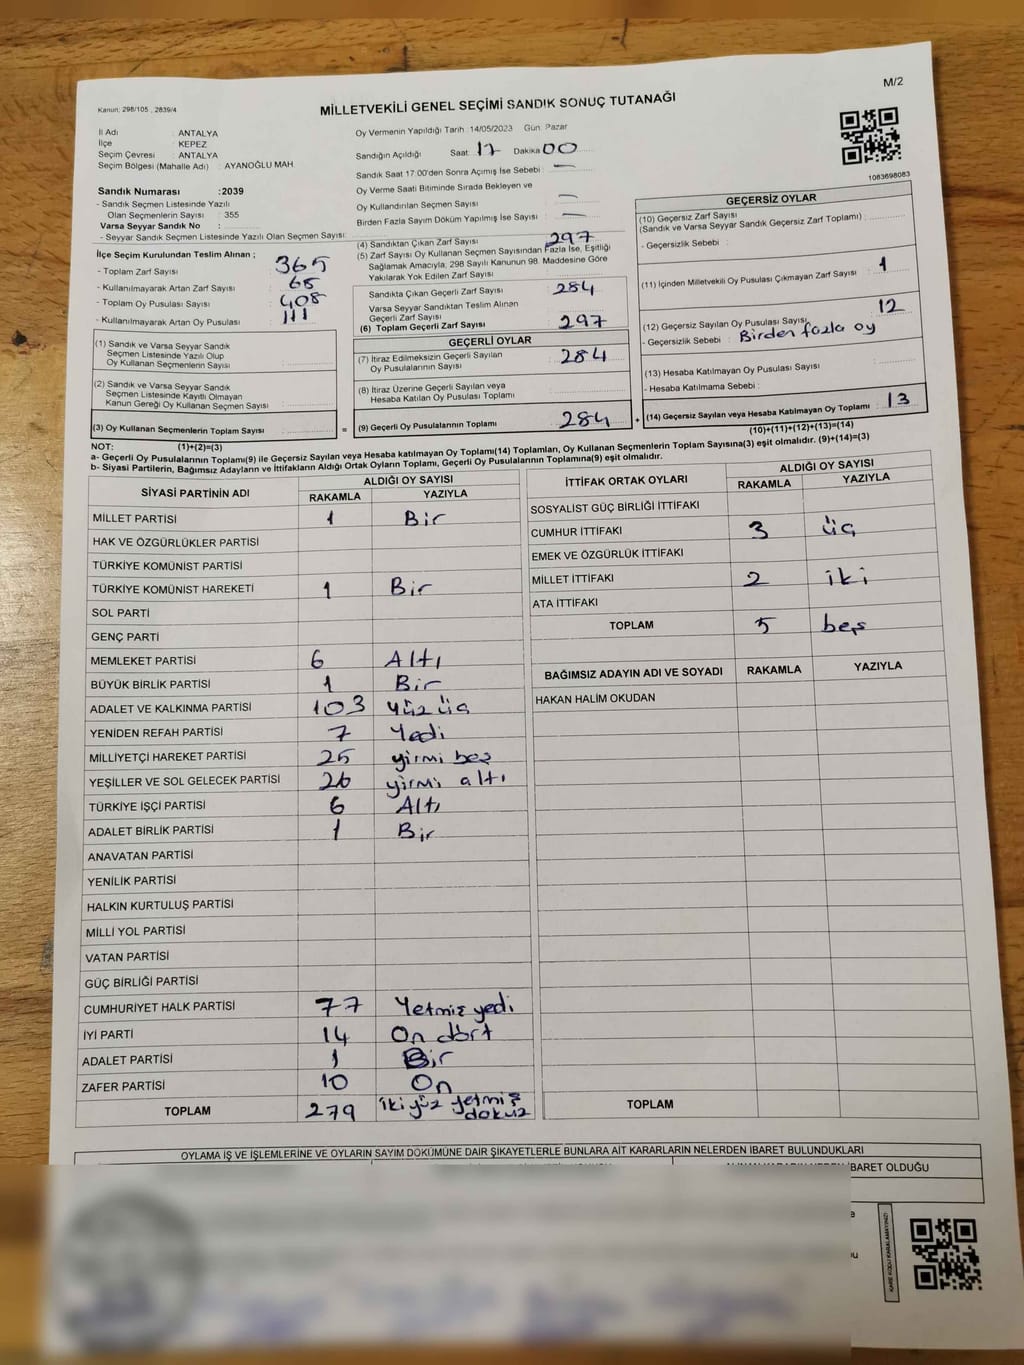 M/2
Kanun: 298/105 , 2839/4
MİLLETVEKİLİ GENEL SEÇİMİ SANDIK SONUÇ TUTANAĞI
İl Adı : ANTALYA
İlçe : KEPEZ
Seçim Çevresi : ANTALYA
Seçim Bölgesi (Mahalle Adı) : AYANOĞLU MAH.
Oy Vermenin Yapıldığı Tarih :14/05/2023 Gün: Pazar
Sandığın Açıldığı Saat: 17 Dakika: 00
Sandık Saat 17:00'den Sonra Açılmış İse Sebebi : —
Oy Verme Saati Bitiminde Sırada Bekleyen ve
Oy Kullandırılan Seçmen Sayısı : —
Birden Fazla Sayım Döküm Yapılmış İse Sayısı : —
1083698083
Sandık Numarası :2039
- Sandık Seçmen Listesinde Yazılı
Olan Seçmenlerin Sayısı : 355
Varsa Seyyar Sandık No :
- Seyyar Sandık Seçmen Listesinde Yazılı Olan Seçmen Sayısı:
İlçe Seçim Kurulundan Teslim Alınan ;
- Toplam Zarf Sayısı : 365
- Kullanılmayarak Artan Zarf Sayısı : 68
- Toplam Oy Pusulası Sayısı : 408
- Kullanılmayarak Artan Oy Pusulası : 111
(4) Sandıktan Çıkan Zarf Sayısı : 297
(5) Zarf Sayısı Oy Kullanan Seçmen Sayısından Fazla İse, Eşitliği
Sağlamak Amacıyla, 298 Sayılı Kanunun 98. Maddesine Göre
Yakılarak Yok Edilen Zarf Sayısı :
Sandıkta Çıkan Geçerli Zarf Sayısı : 284
Varsa Seyyar Sandıktan Teslim Alınan
Geçerli Zarf Sayısı :
(6) Toplam Geçerli Zarf Sayısı : 297
GEÇERSİZ OYLAR
(10) Geçersiz Zarf Sayısı
(Sandık ve Varsa Seyyar Sandık Geçersiz Zarf Toplamı) :
- Geçersizlik Sebebi :
(11) İçinden Milletvekili Oy Pusulası Çıkmayan Zarf Sayısı : 1
(12) Geçersiz Sayılan Oy Pusulası Sayısı : 12
- Geçersizlik Sebebi : Birden fazla oy
(13) Hesaba Katılmayan Oy Pusulası Sayısı :
- Hesaba Katılmama Sebebi :
(14) Geçersiz Sayılan veya Hesaba Katılmayan Oy Toplamı : 13
(10)+(11)+(12)+(13)=(14)
(1) Sandık ve Varsa Seyyar Sandık
Seçmen Listesinde Yazılı Olup
Oy Kullanan Seçmenlerin Sayısı :
(2) Sandık ve Varsa Seyyar Sandık
Seçmen Listesinde Kayıtlı Olmayan
Kanun Gereği Oy Kullanan Seçmen Sayısı :
(3) Oy Kullanan Seçmenlerin Toplam Sayısı :
=
GEÇERLİ OYLAR
(7) İtiraz Edilmeksizin Geçerli Sayılan
Oy Pusulalarının Sayısı : 284
(8) İtiraz Üzerine Geçerli Sayılan veya
Hesaba Katılan Oy Pusulası Toplamı :
(9) Geçerli Oy Pusulalarının Toplamı : 284
+
NOT: (1)+(2)=(3)
a- Geçerli Oy Pusulalarının Toplamı(9) ile Geçersiz Sayılan veya Hesaba katılmayan Oy Toplamı(14) Toplamları, Oy Kullanan Seçmenlerin Toplam Sayısına(3) eşit olmalıdır. (9)+(14)=(3)
b- Siyasi Partilerin, Bağımsız Adayların ve İttifakların Aldığı Ortak Oyların Toplamı, Geçerli Oy Pusulalarının Toplamına(9) eşit olmalıdır.
SİYASİ PARTİNİN ADI ALDIĞI OY SAYISI
RAKAMLA YAZIYLA
MİLLET PARTİSİ 1 Bir
HAK VE ÖZGÜRLÜKLER PARTİSİ
TÜRKİYE KOMÜNİST PARTİSİ
TÜRKİYE KOMÜNİST HAREKETİ 1 Bir
SOL PARTİ
GENÇ PARTİ
MEMLEKET PARTİSİ 6 Altı
BÜYÜK BİRLİK PARTİSİ 1 Bir
ADALET VE KALKINMA PARTİSİ 103 Yüz üç
YENİDEN REFAH PARTİSİ 7 Yedi
MİLLİYETÇİ HAREKET PARTİSİ 25 yirmi beş
YEŞİLLER VE SOL GELECEK PARTİSİ 26 yirmi altı
TÜRKİYE İŞÇİ PARTİSİ 6 Altı
ADALET BİRLİK PARTİSİ 1 Bir
ANAVATAN PARTİSİ
YENİLİK PARTİSİ
HALKIN KURTULUŞ PARTİSİ
MİLLİ YOL PARTİSİ
VATAN PARTİSİ
GÜÇ BİRLİĞİ PARTİSİ
CUMHURİYET HALK PARTİSİ 77 Yetmiş yedi
İYİ PARTİ 14 On dört
ADALET PARTİSİ 1 Bir
ZAFER PARTİSİ 10 On
TOPLAM 279 iki yüz yetmiş dokuz
İTTİFAK ORTAK OYLARI ALDIĞI OY SAYISI
RAKAMLA YAZIYLA
SOSYALİST GÜÇ BİRLİĞİ İTTİFAKI
CUMHUR İTTİFAKI 3 üç
EMEK VE ÖZGÜRLÜK İTTİFAKI
MİLLET İTTİFAKI 2 iki
ATA İTTİFAKI
TOPLAM 5 beş
BAĞIMSIZ ADAYIN ADI VE SOYADI RAKAMLA YAZIYLA
HAKAN HALİM OKUDAN
TOPLAM
OYLAMA İŞ VE İŞLEMLERİNE VE OYLARIN SAYIM DÖKÜMÜNE DAİR ŞİKAYETLERLE BUNLARA AİT KARARLARIN NELERDEN İBARET BULUNDUKLARI
İBARET OLDUĞU
KARE KODU KARALAMAYINIZ!